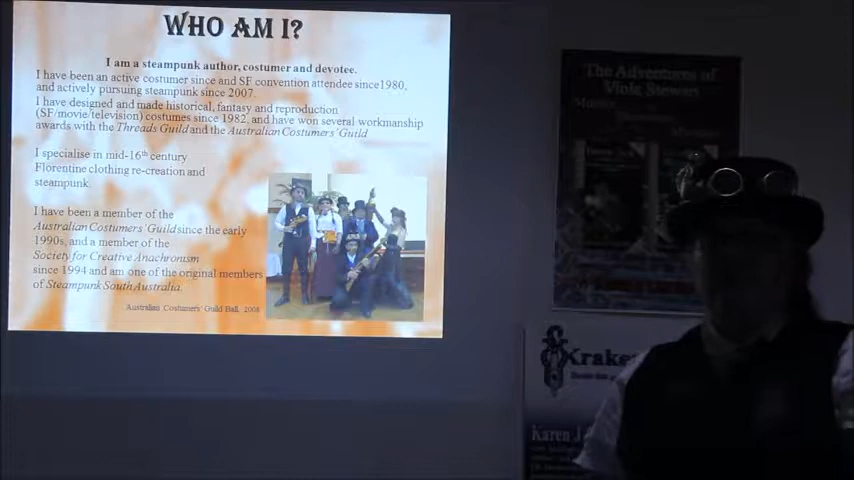 WHO AM I?
I am a steampunk author, costumer and devotee.
I have been an active costumer since and SF convention attendee since1980,
and actively pursuing steampunk since 2007.
I have designed and made historical, fantasy and reproduction
(SF/movie/television) costumes since 1982, and have won several workmanship
awards with the Threads Guild and the Australian Costumers' Guild
I specialise in mid-16th century
Florentine clothing re-creation and
steampunk.
I have been a member of the
Australian Costumers' Guild since the early
1990s, and a member of the
Society for Creative Anachronism
since 1994 and am one of the original members
of Steampunk South Australia.
Australian Costumers' Guild Ball, 2008
The Adventures of
Viola Stewart
Krake
Karen J